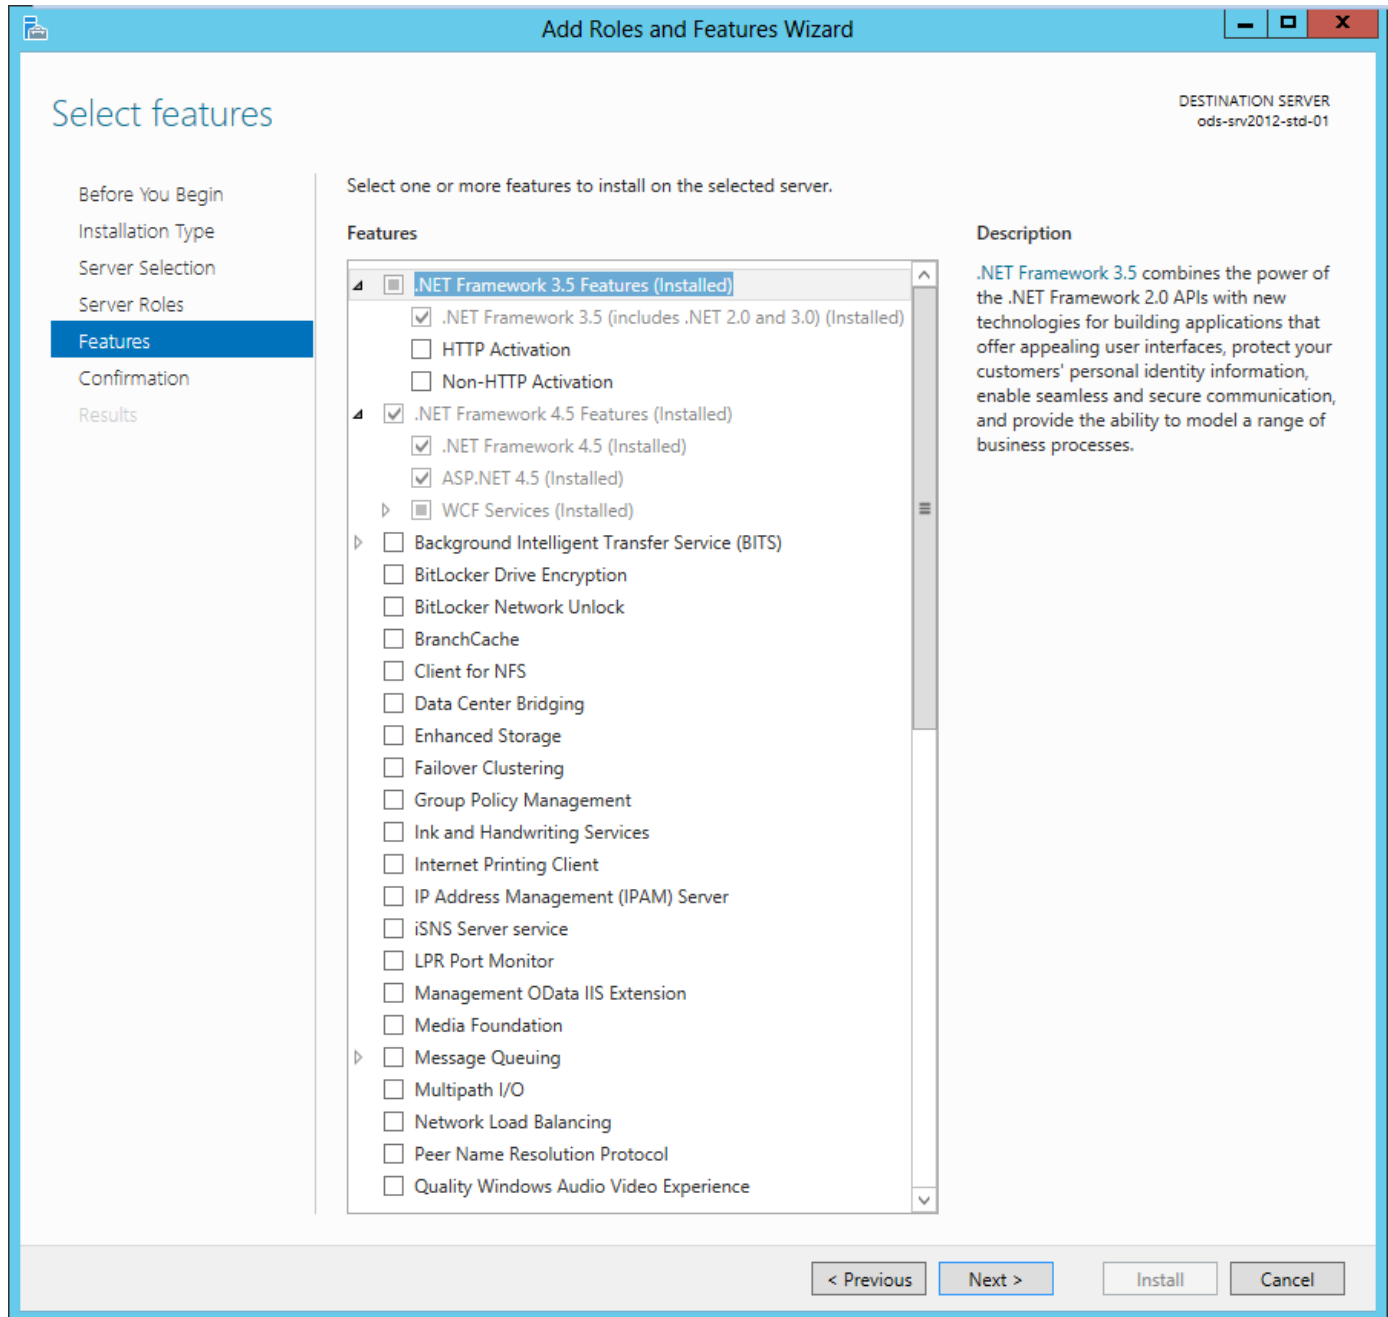 Add Roles and Features Wizard
Select features
DESTINATION SERVER
ods-srv2012-std-01
Before You Begin
Installation Type
Server Selection
Server Roles
Features
Confirmation
Results
Select one or more features to install on the selected server.
Features
.NET Framework 3.5 Features (Installed)
.NET Framework 3.5 (includes .NET 2.0 and 3.0) (Installed)
HTTP Activation
Non-HTTP Activation
.NET Framework 4.5 Features (Installed)
.NET Framework 4.5 (Installed)
ASP.NET 4.5 (Installed)
WCF Services (Installed)
Background Intelligent Transfer Service (BITS)
BitLocker Drive Encryption
BitLocker Network Unlock
BranchCache
Client for NFS
Data Center Bridging
Enhanced Storage
Failover Clustering
Group Policy Management
Ink and Handwriting Services
Internet Printing Client
IP Address Management (IPAM) Server
iSNS Server service
LPR Port Monitor
Management OData IIS Extension
Media Foundation
Message Queuing
Multipath I/O
Network Load Balancing
Peer Name Resolution Protocol
Quality Windows Audio Video Experience
Description
.NET Framework 3.5 combines the power of
the .NET Framework 2.0 APIs with new
technologies for building applications that
offer appealing user interfaces, protect your
customers' personal identity information,
enable seamless and secure communication,
and provide the ability to model a range of
business processes.
< Previous
Next >
Install
Cancel